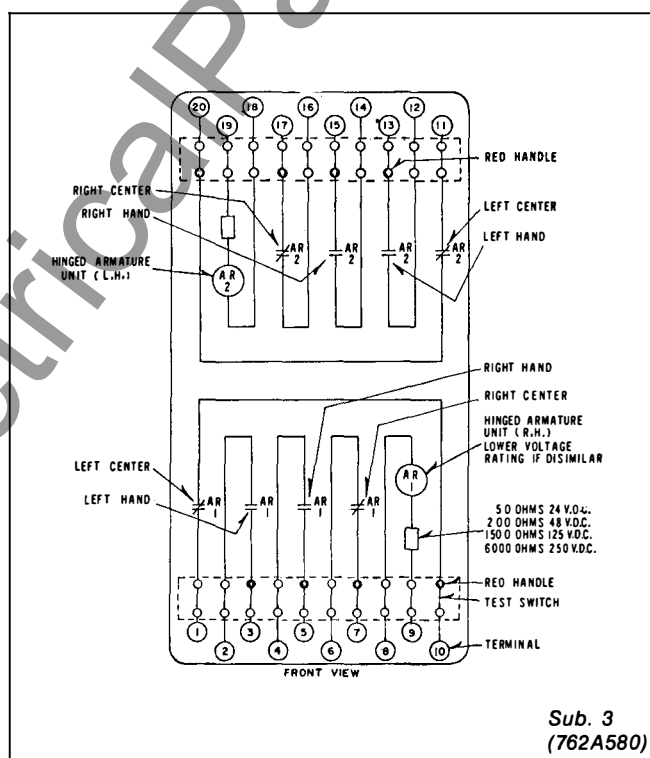 20 18 16 14 12
19 17 15 13 11
RED HANDLE
RIGHT CENTER
RIGHT HAND
LEFT CENTER
LEFT HAND
AR 2
AR 2
AR 2
AR 2
HINGED ARMATURE
UNIT (L.H.)
AR
2
RIGHT HAND
RIGHT CENTER
HINGED ARMATURE
UNIT (R.H.)
LOWER VOLTAGE
RATING IF DISIMILAR
LEFT CENTER
LEFT HAND
AR 1
AR 1
AR 1
AR 1
AR
1
50 OHMS 24 V.D.C.
200 OHMS 48 V.D.C.
1500 OHMS 125 V.D.C.
6000 OHMS 250 V.D.C.
RED HANDLE
TEST SWITCH
1 3 5 7 9
2 4 6 8 10
TERMINAL
FRONT VIEW
Sub. 3
(762A580)